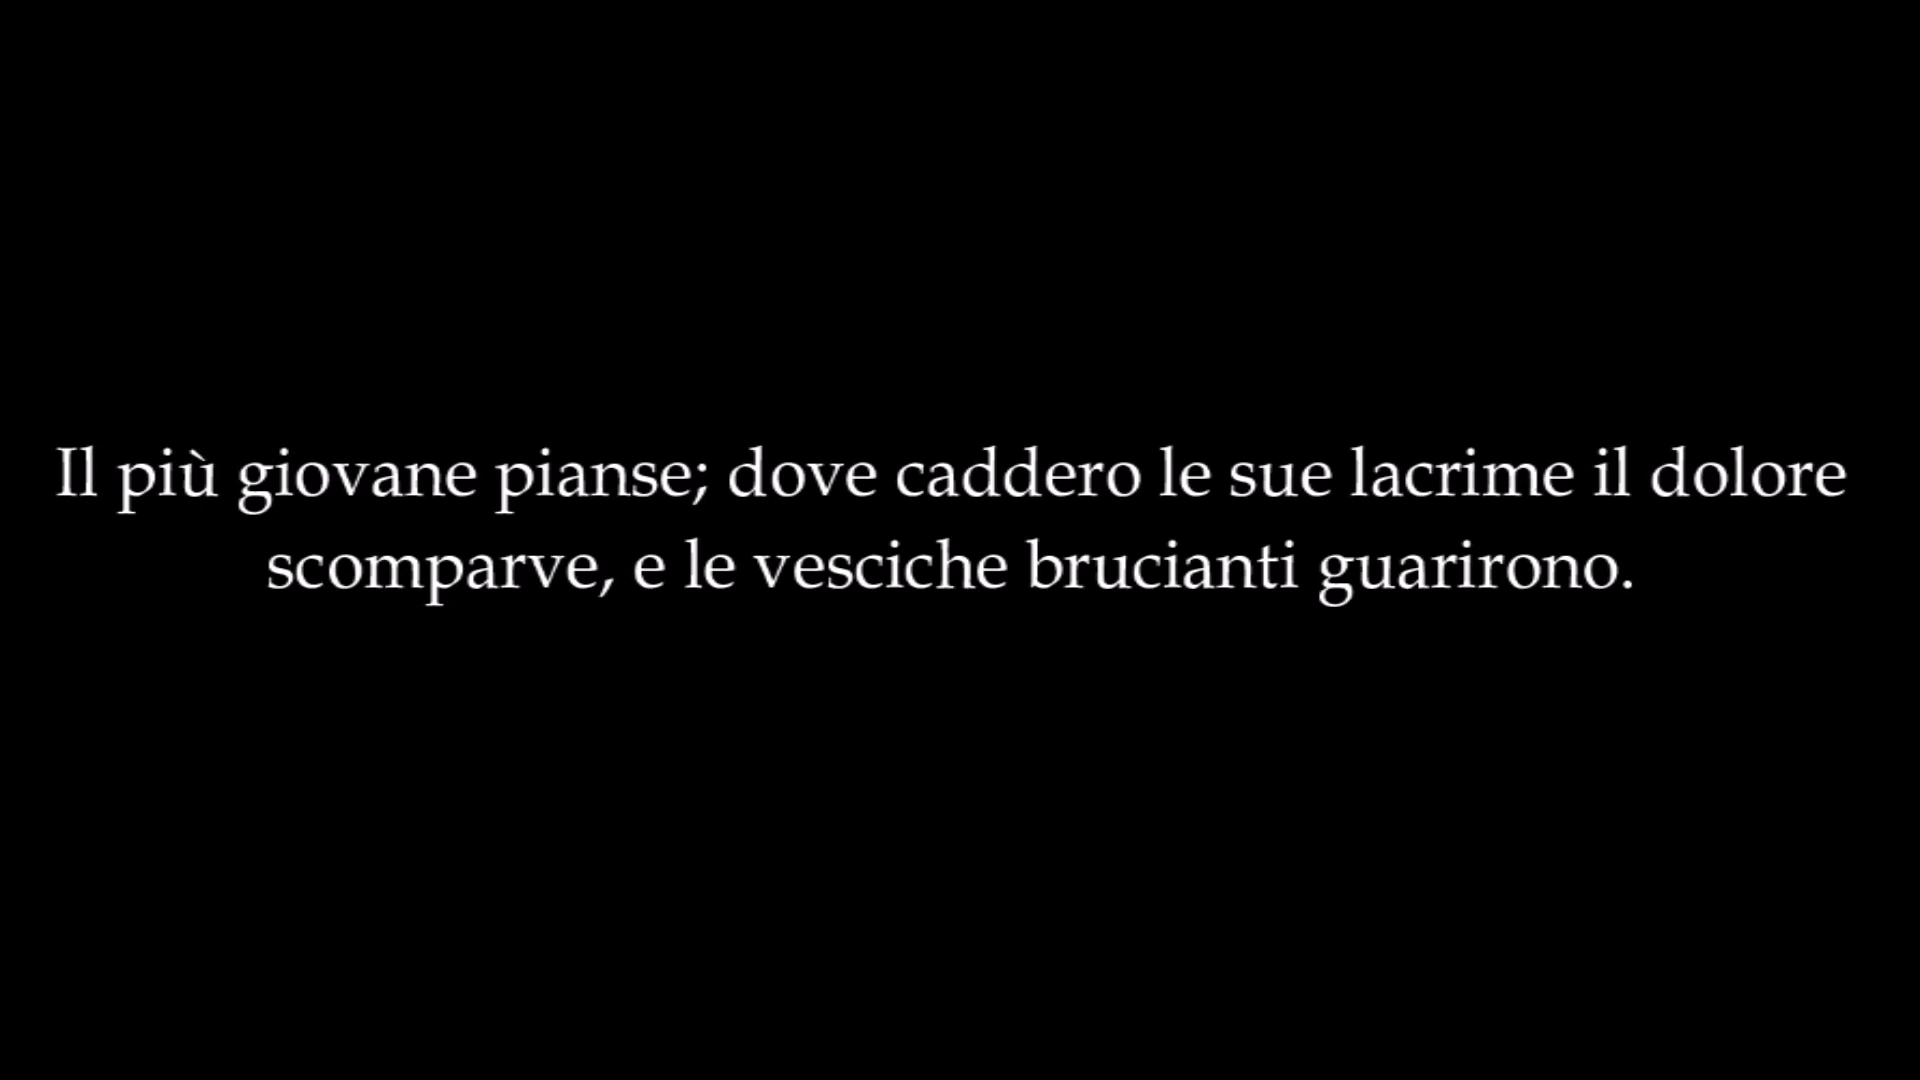 Il più giovane pianse; dove caddero le sue lacrime il dolore
scomparve, e le vesciche brucianti guarirono.